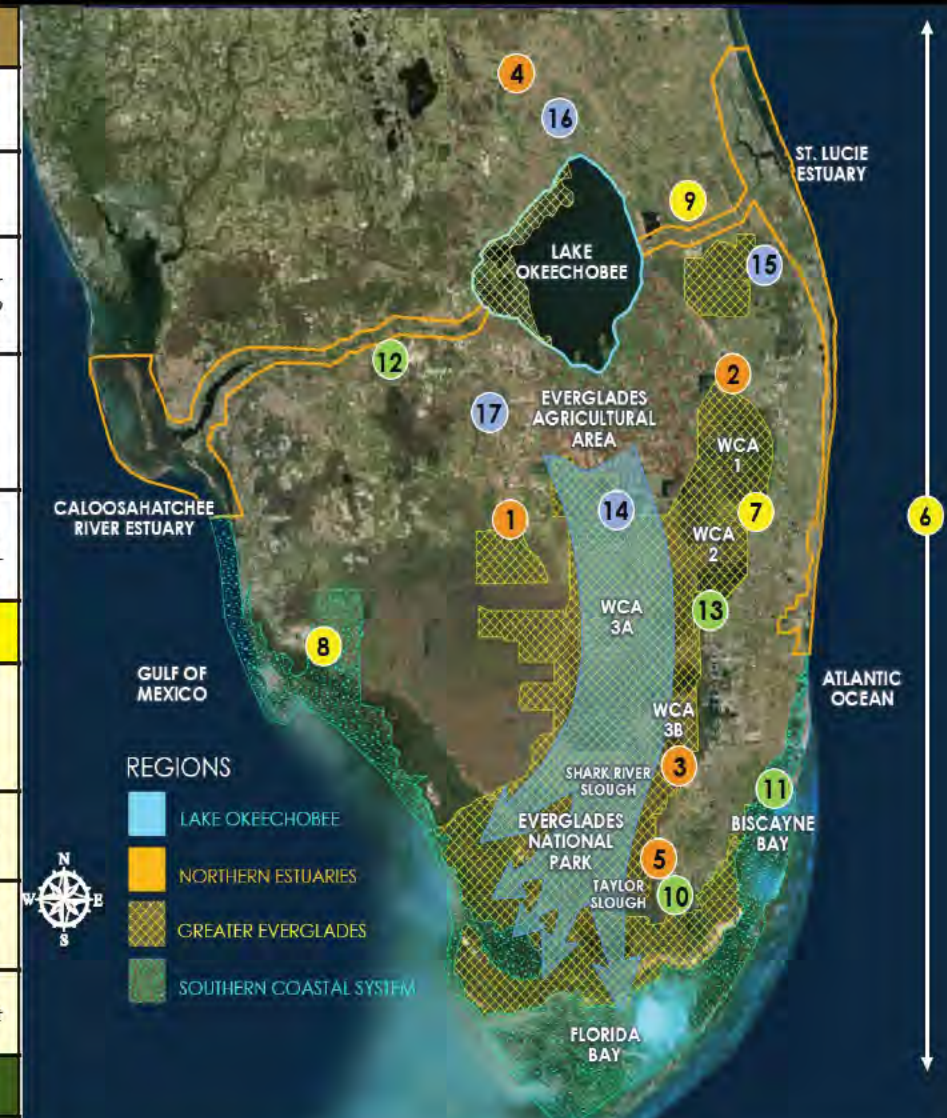 4
16
ST. LUCIE
ESTUARY
9
LAKE
OKEECHOBEE
15
12
2
17
EVERGLADES
AGRICULTURAL
AREA
WCA
1
CALOOSAHATCHEE
RIVER ESTUARY
1
14
7
6
WCA
2
WCA
3A
13
8
GULF OF
MEXICO
ATLANTIC
OCEAN
WCA
3B
3
SHARK RIVER
SLOUGH
11
BISCAYNE
BAY
EVERGLADES
NATIONAL
PARK
5
TAYLOR
SLOUGH
10
REGIONS
LAKE OKEECHOBEE
NORTHERN ESTUARIES
GREATER EVERGLADES
SOUTHERN COASTAL SYSTEM
N
W E
S
FLORIDA
BAY